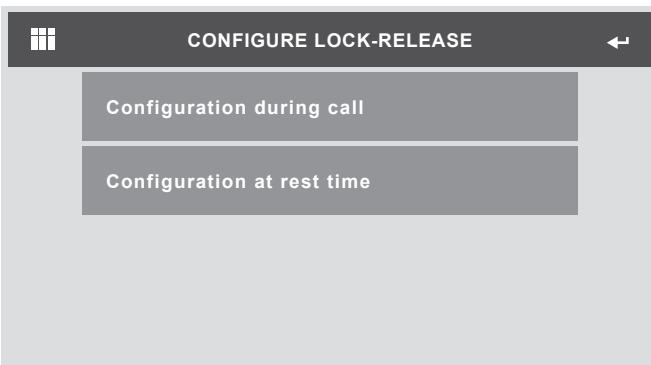 CONFIGURE LOCK-RELEASE
Configuration during call
Configuration at rest time